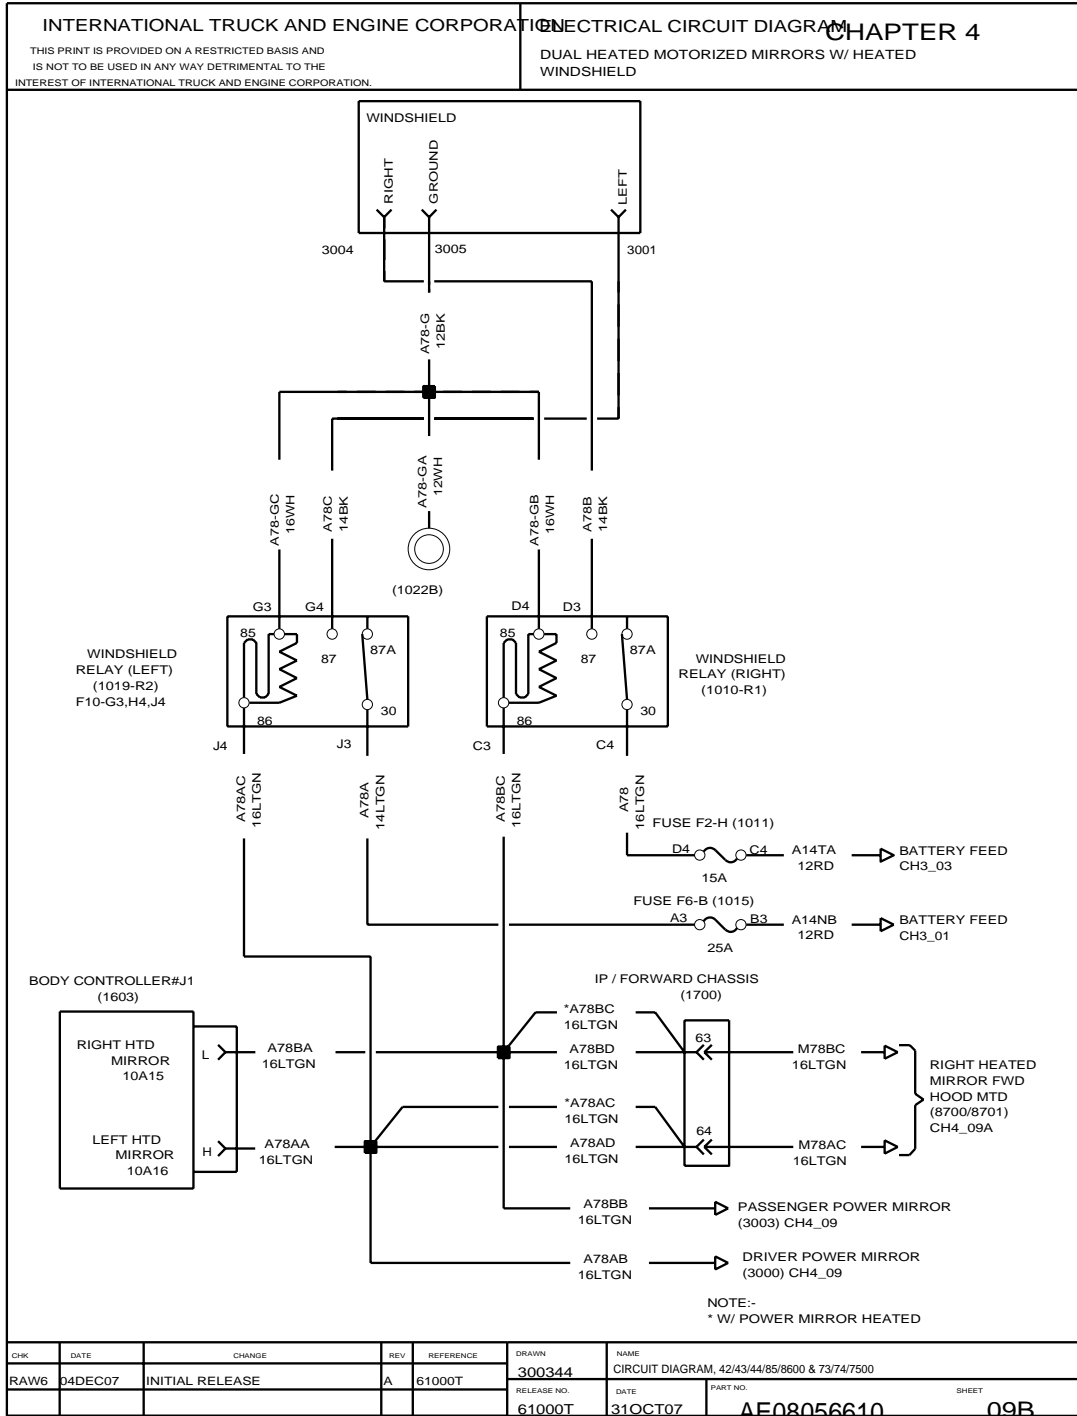 INTERNATIONAL TRUCK AND ENGINE CORPORATION
THIS PRINT IS PROVIDED ON A RESTRICTED BASIS AND
IS NOT TO BE USED IN ANY WAY DETRIMENTAL TO THE
INTEREST OF INTERNATIONAL TRUCK AND ENGINE CORPORATION.
ELECTRICAL CIRCUIT DIAGRAM
CHAPTER 4
DUAL HEATED MOTORIZED MIRRORS W/ HEATED
WINDSHIELD
WINDSHIELD
RIGHT
GROUND
LEFT
3004
3005
3001
A78-G
12BK
A78-GC
16WH
A78C
14BK
A78-GA
12WH
A78-GB
16WH
A78B
14BK
(1022B)
G3
G4
D4
D3
85
87
87A
86
30
WINDSHIELD
RELAY (LEFT)
(1019-R2)
F10-G3,H4,J4
85
87
87A
86
30
WINDSHIELD
RELAY (RIGHT)
(1010-R1)
J4
J3
C3
C4
A78AC
16LTGN
A78A
14LTGN
A78BC
16LTGN
A78
16LTGN
FUSE F2-H (1011)
D4
C4
15A
A14TA
12RD
BATTERY FEED
CH3_03
FUSE F6-B (1015)
A3
B3
25A
A14NB
12RD
BATTERY FEED
CH3_01
BODY CONTROLLER#J1
(1603)
IP / FORWARD CHASSIS
(1700)
RIGHT HTD
MIRROR
10A15
L
A78BA
16LTGN
*A78BC
16LTGN
A78BD
16LTGN
63
M78BC
16LTGN
LEFT HTD
MIRROR
10A16
H
A78AA
16LTGN
*A78AC
16LTGN
A78AD
16LTGN
64
M78AC
16LTGN
RIGHT HEATED
MIRROR FWD
HOOD MTD
(8700/8701)
CH4_09A
A78BB
16LTGN
PASSENGER POWER MIRROR
(3003) CH4_09
A78AB
16LTGN
DRIVER POWER MIRROR
(3000) CH4_09
NOTE:-
* W/ POWER MIRROR HEATED
CHK DATE CHANGE REV REFERENCE
RAW6 04DEC07 INITIAL RELEASE A 61000T
DRAWN
300344
NAME
CIRCUIT DIAGRAM, 42/43/44/85/8600 & 73/74/7500
RELEASE NO.
61000T
DATE
31OCT07
PART NO.
AE08056610
SHEET
09B